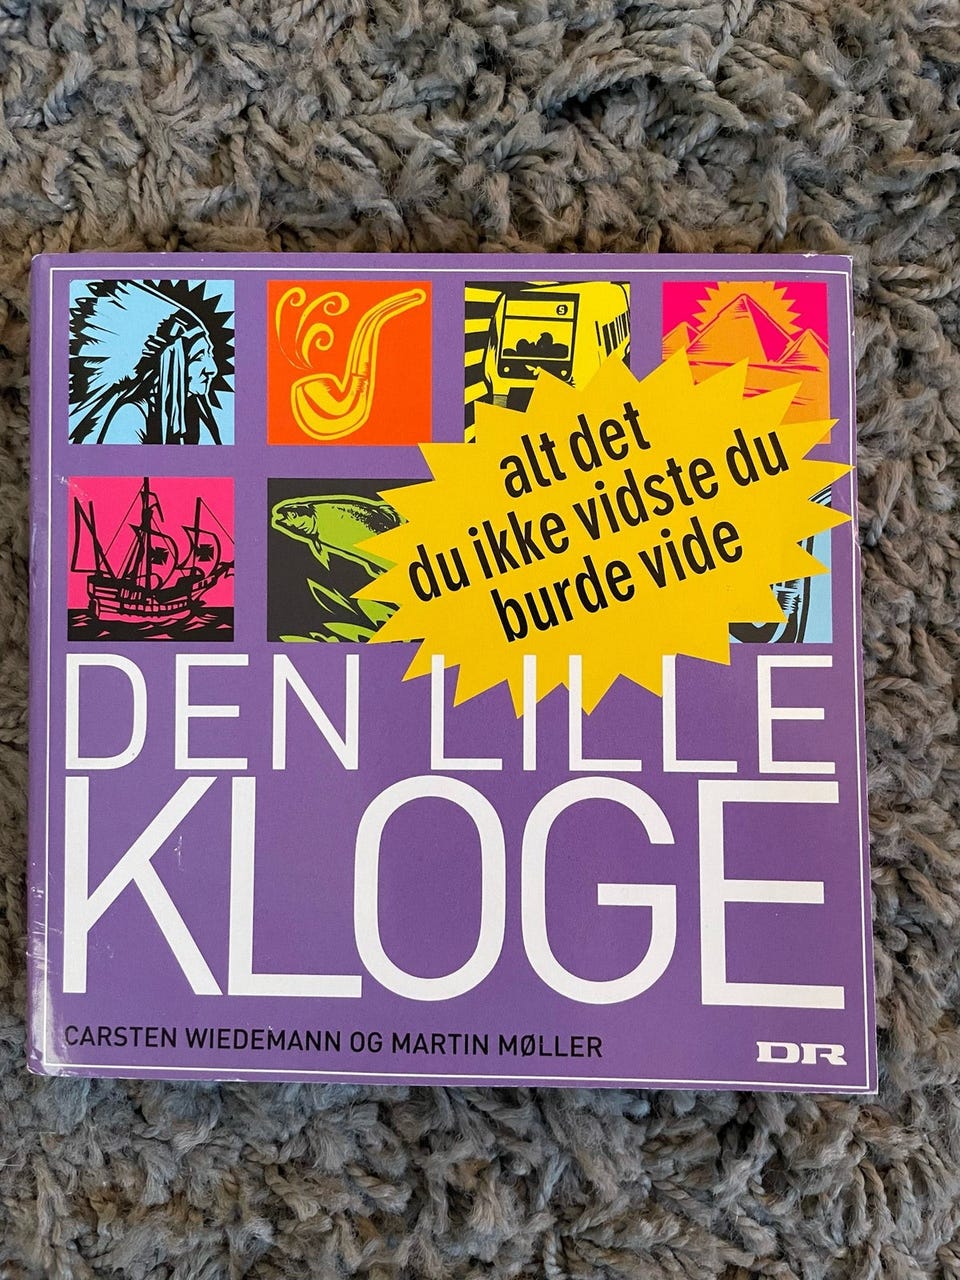 S
alt det
du ikke vidste du
burde vide
DEN LILLE
KLOGE
CARSTEN WIEDEMANN OG MARTIN MØLLER
DR